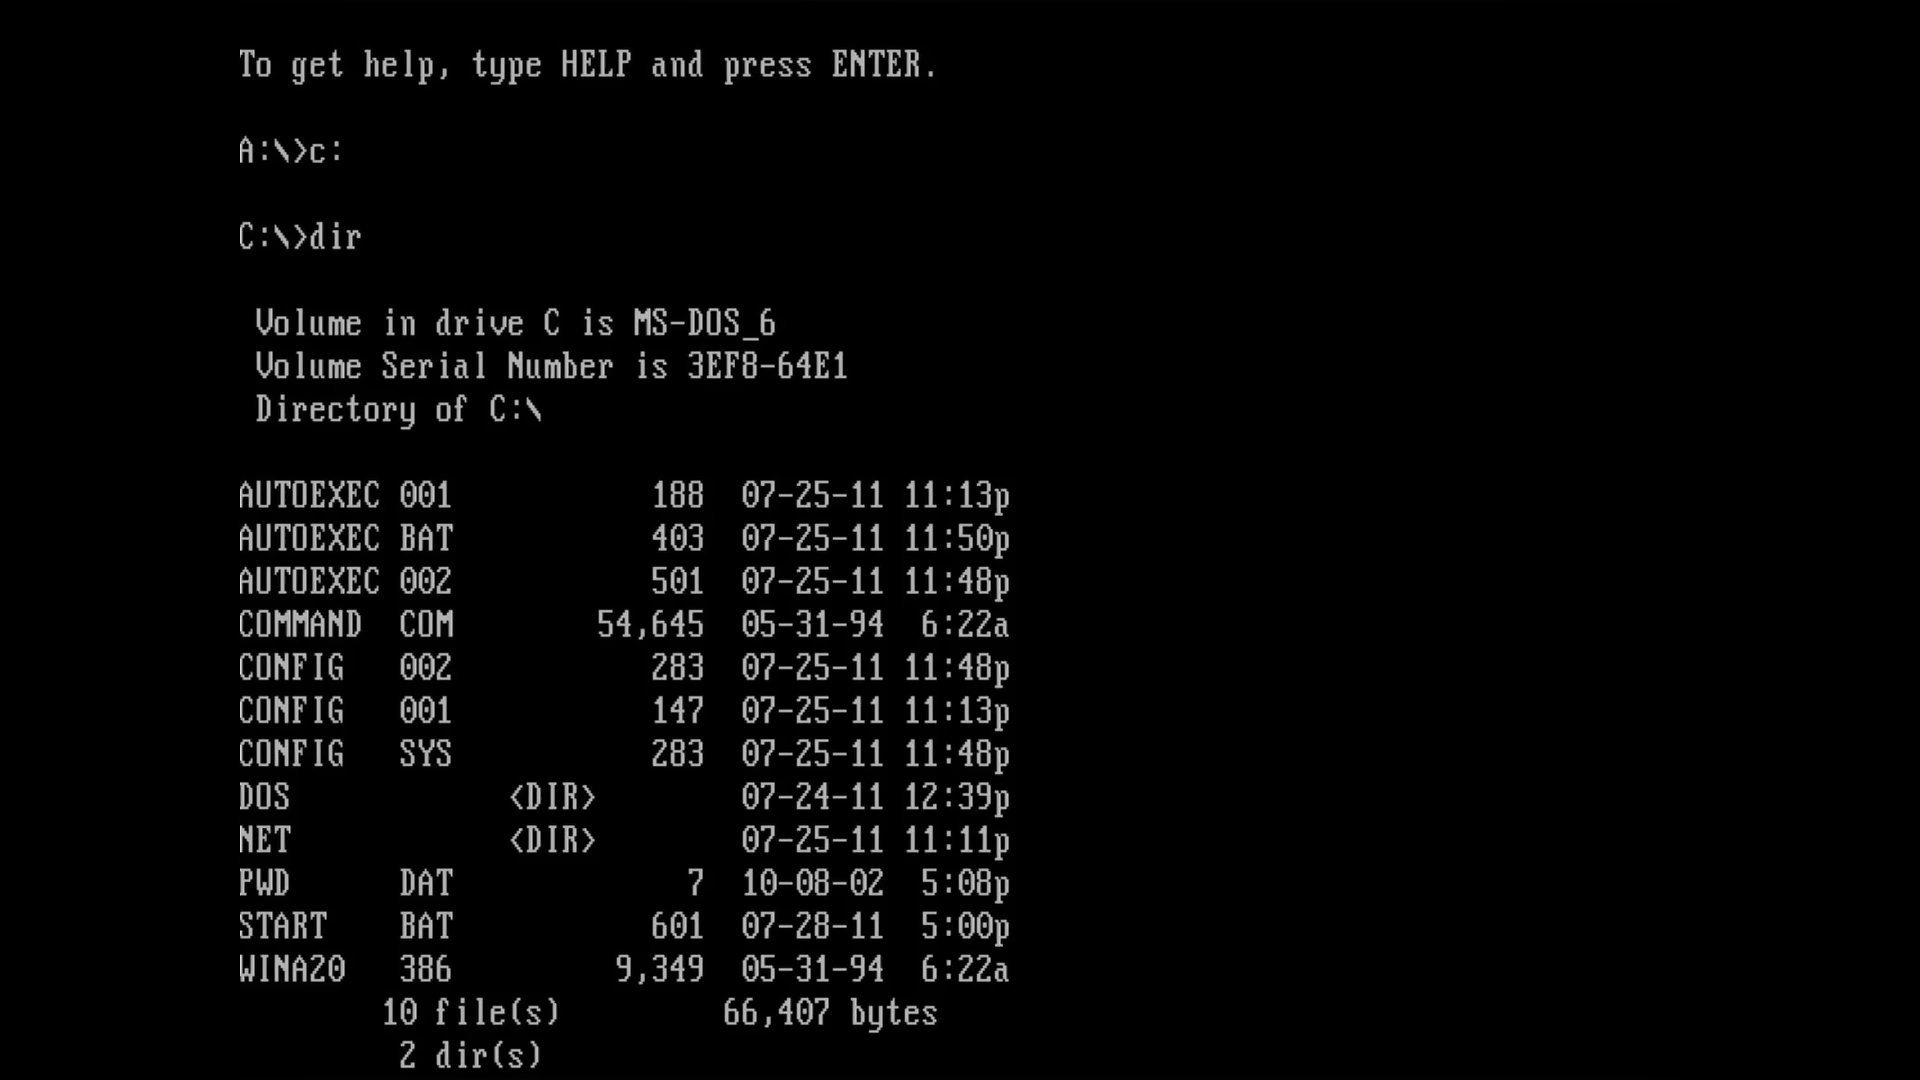 To get help, type HELP and press ENTER.
A:\>c:
C:\>dir
Volume in drive C is MS-DOS_6
Volume Serial Number is 3EF8-64E1
Directory of C:\
AUTOEXEC 001 188 07-25-11 11:13p
AUTOEXEC BAT 403 07-25-11 11:50p
AUTOEXEC 002 501 07-25-11 11:48p
COMMAND COM 54,645 05-31-94 6:22a
CONFIG 002 283 07-25-11 11:48p
CONFIG 001 147 07-25-11 11:13p
CONFIG SYS 283 07-25-11 11:48p
DOS <DIR> 07-24-11 12:39p
NET <DIR> 07-25-11 11:11p
PWD DAT 7 10-08-02 5:08p
START BAT 601 07-28-11 5:00p
WINA20 386 9,349 05-31-94 6:22a
10 file(s) 66,407 bytes
2 dir(s)